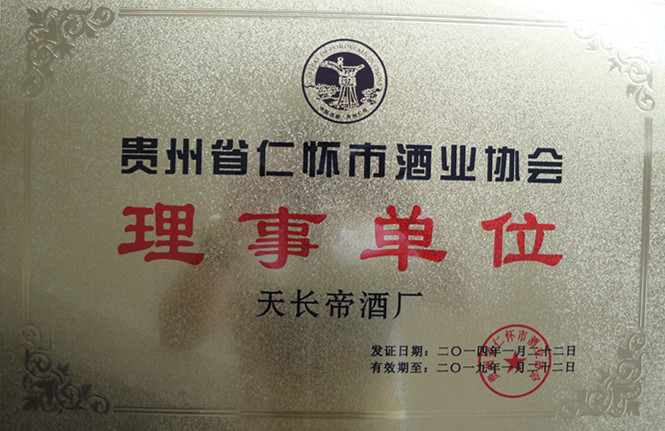 贵州省仁怀市酒业协会
理事单位
天长帝酒厂
发证日期：二〇一四年一月二十二日
有效期至：二〇一九年一月二十二日